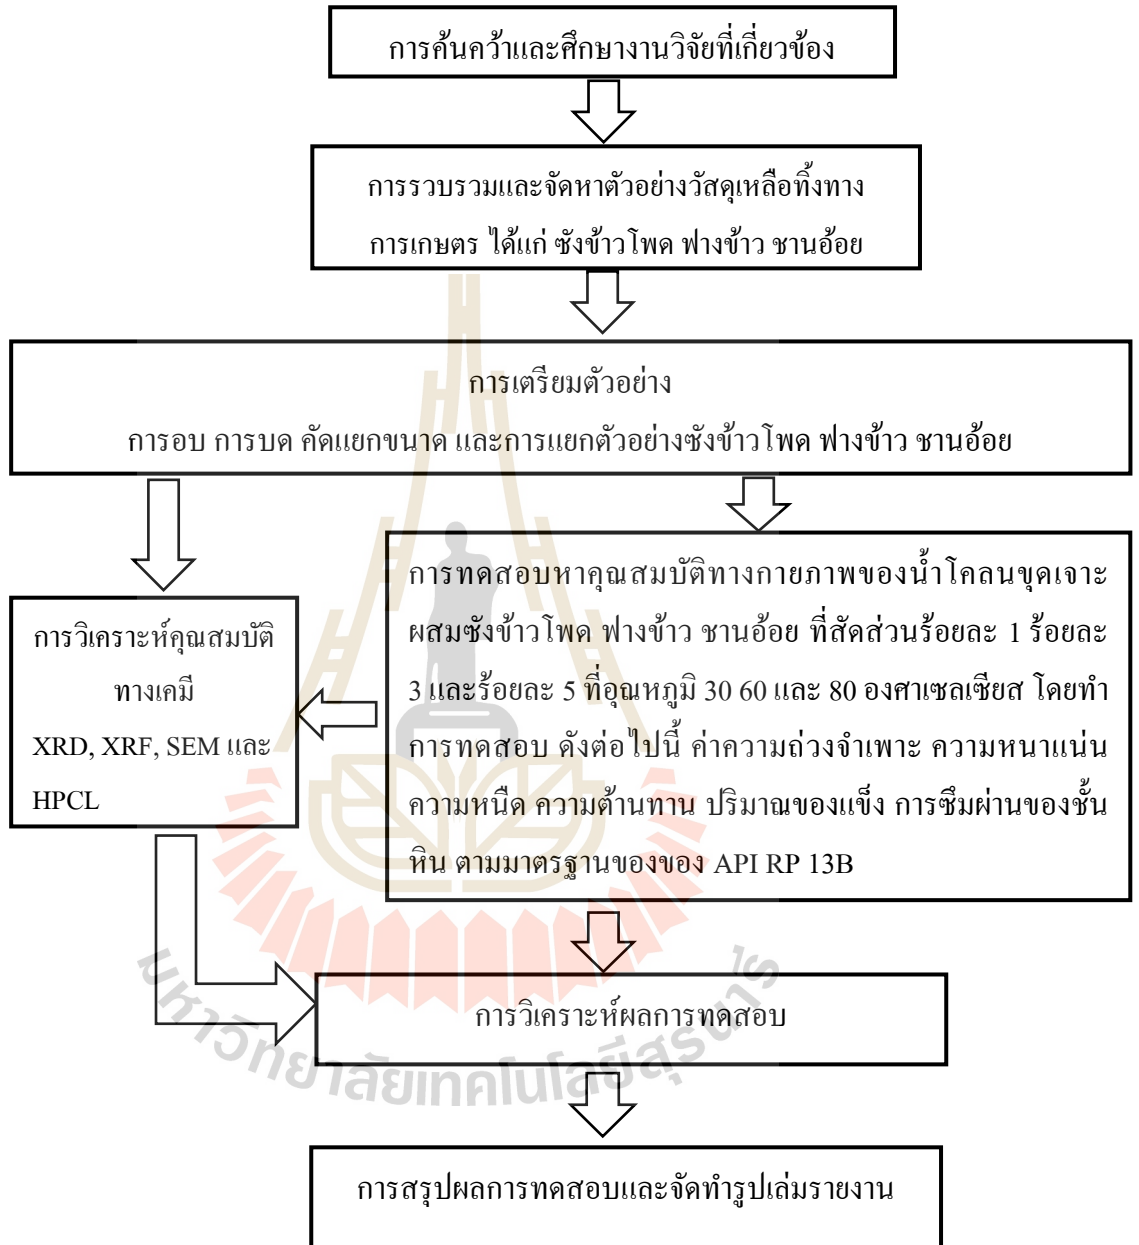 การค้นคว้าและศึกษางานวิจัยที่เกี่ยวข้อง
การรวบรวมและจัดหาตัวอย่างวัสดุเหลือทิ้งทาง
การเกษตร ได้แก่ ซังข้าวโพด ฟางข้าว ชานอ้อย
การเตรียมตัวอย่าง
การอบ การบด คัดแยกขนาด และการแยกตัวอย่างซังข้าวโพด ฟางข้าว ชานอ้อย
การวิเคราะห์คุณสมบัติ
ทางเคมี
XRD, XRF, SEM และ
HPCL
การทดสอบหาคุณสมบัติทางกายภาพของน้ำโคลนขุดเจาะ
ผสมซังข้าวโพด ฟางข้าว ชานอ้อย ที่สัดส่วนร้อยละ 1 ร้อยละ
3 และร้อยละ 5 ที่อุณหภูมิ 30 60 และ 80 องศาเซลเซียส โดยทำ
การทดสอบ ดังต่อไปนี้ ค่าความถ่วงจำเพาะ ความหนาแน่น
ความหนืด ความต้านทาน ปริมาณของแข็ง การซึมผ่านของชั้น
หิน ตามมาตรฐานของของ API RP 13B
การวิเคราะห์ผลการทดสอบ
มหาวิทยาลัยเทคโนโลยีสุรนารี
การสรุปผลการทดสอบและจัดทำรูปเล่มรายงาน